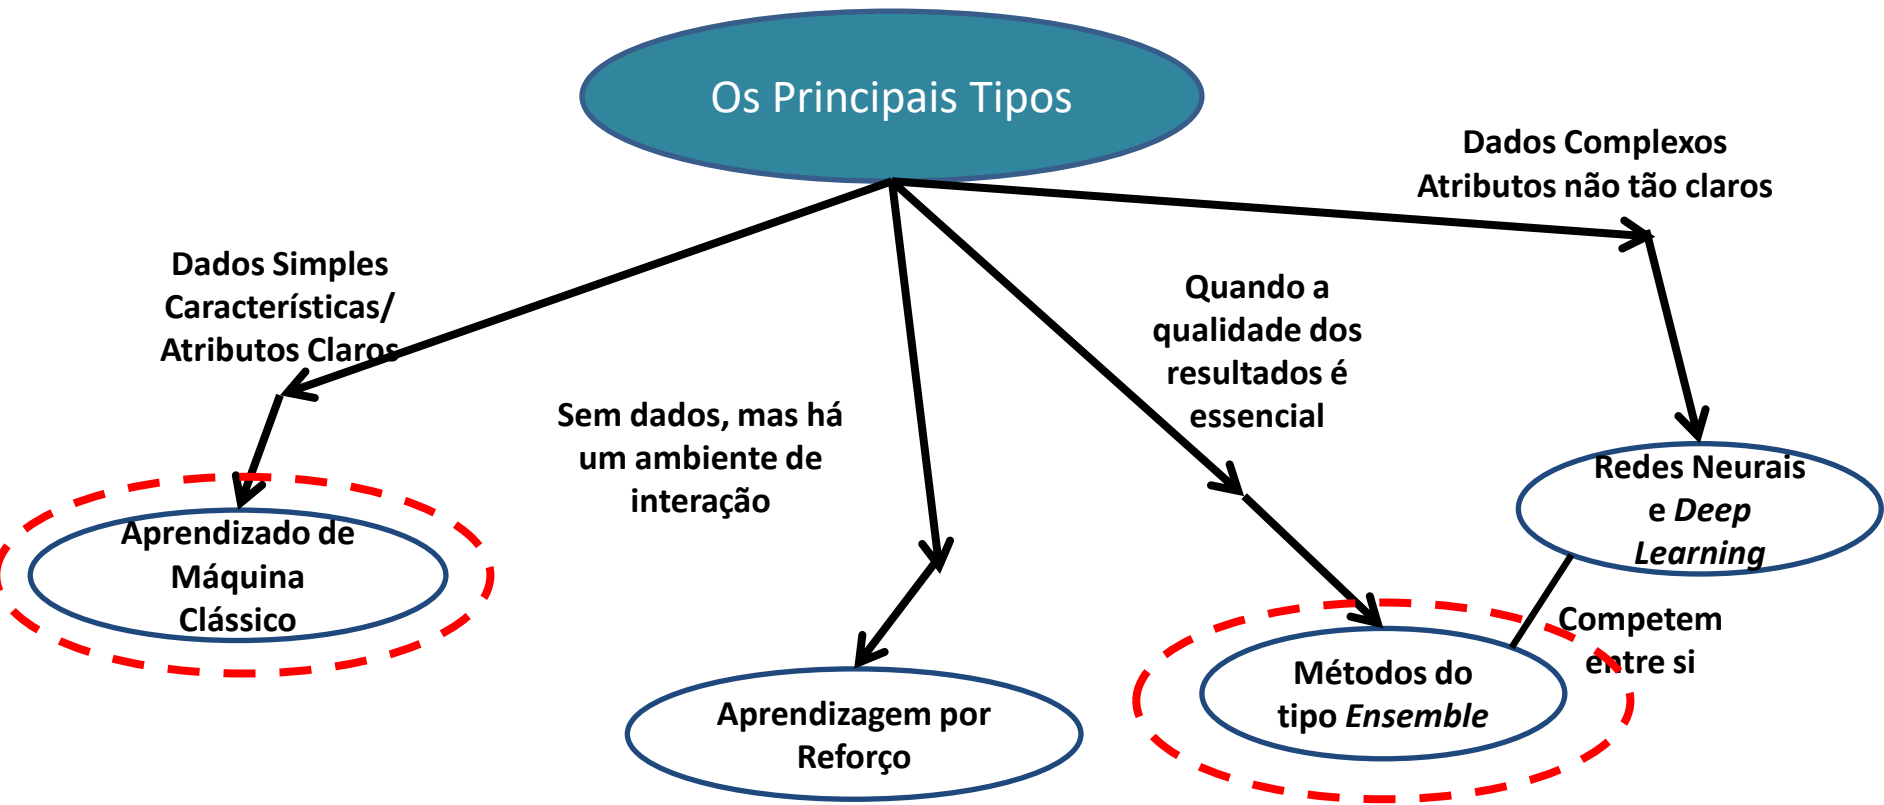 Os Principais Tipos
Dados Complexos
Atributos não tão claros
Dados Simples
Características/
Atributos Claros
Quando a
qualidade dos
resultados é
essencial
Sem dados, mas há
um ambiente de
interação
Redes Neurais
e Deep
Learning
Aprendizado de
Máquina
Clássico
Competem
entre si
Métodos do
tipo Ensemble
Aprendizagem por
Reforço